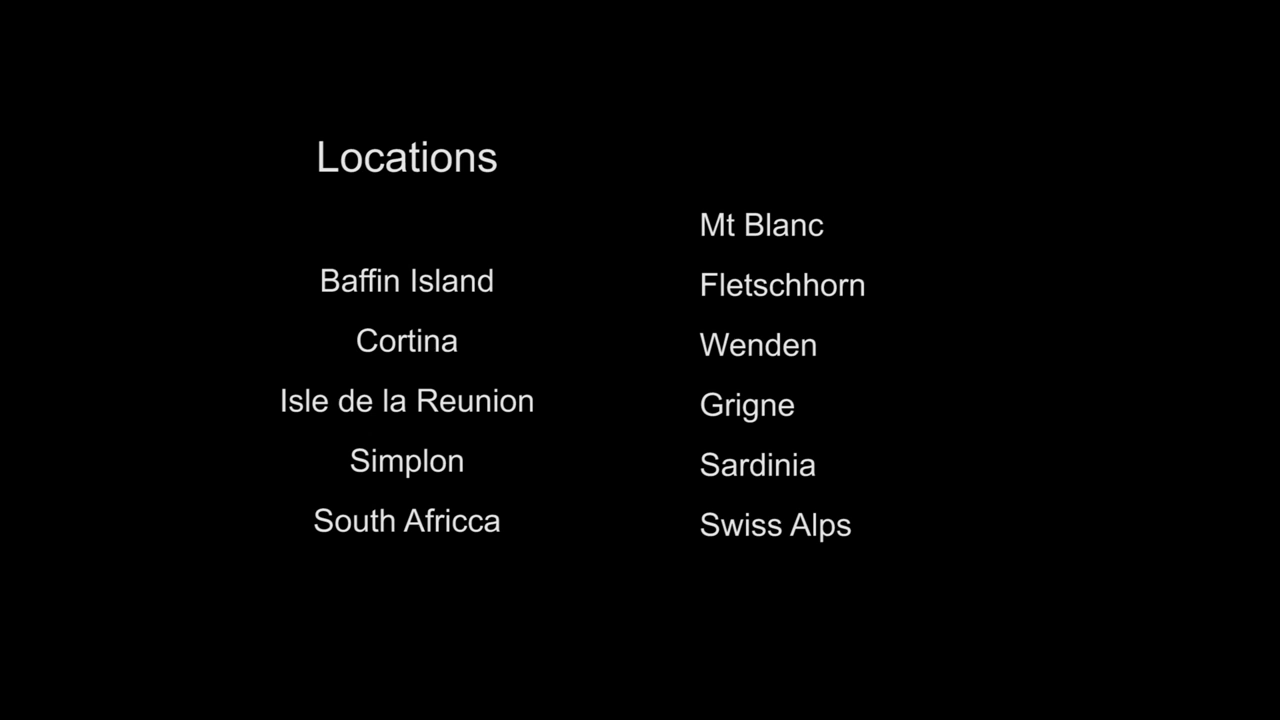 Locations
Baffin Island
Cortina
Isle de la Reunion
Simplon
South Africca
Mt Blanc
Fletschhorn
Wenden
Grigne
Sardinia
Swiss Alps